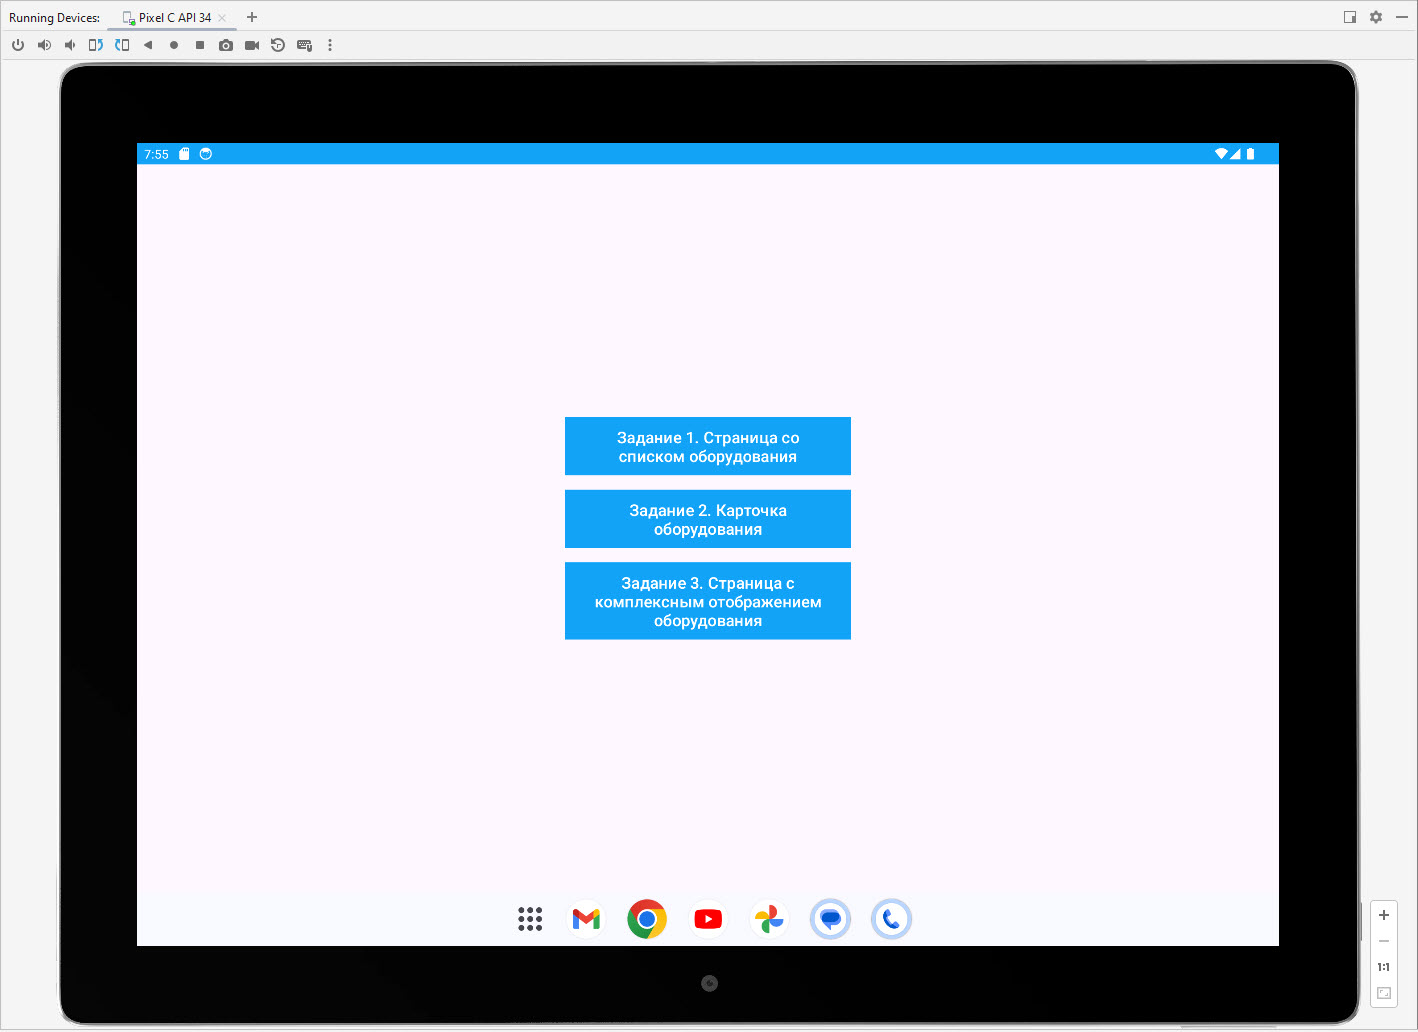 Running Devices:
Pixel C API 34
7:55
Задание 1. Страница со
списком оборудования
Задание 2. Карточка
оборудования
Задание 3. Страница с
комплексным отображением
оборудования
1:1